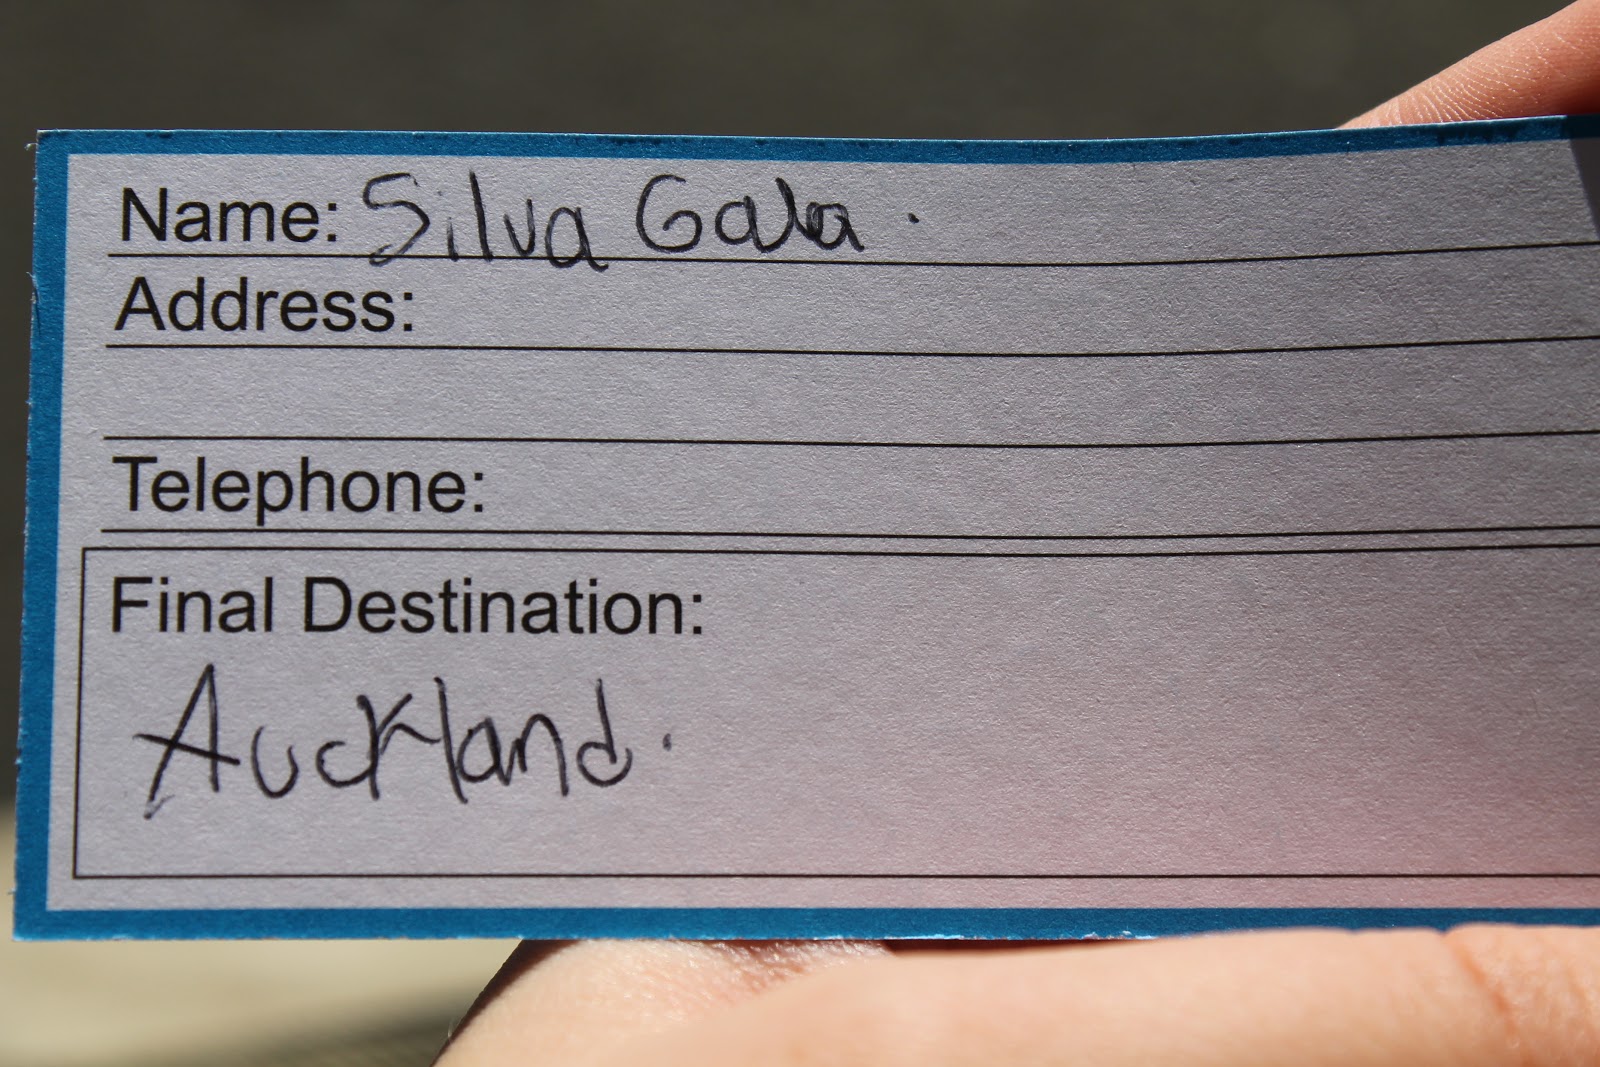 Name: Silva Gala.
Address:
Telephone:
Final Destination:
Auckland.